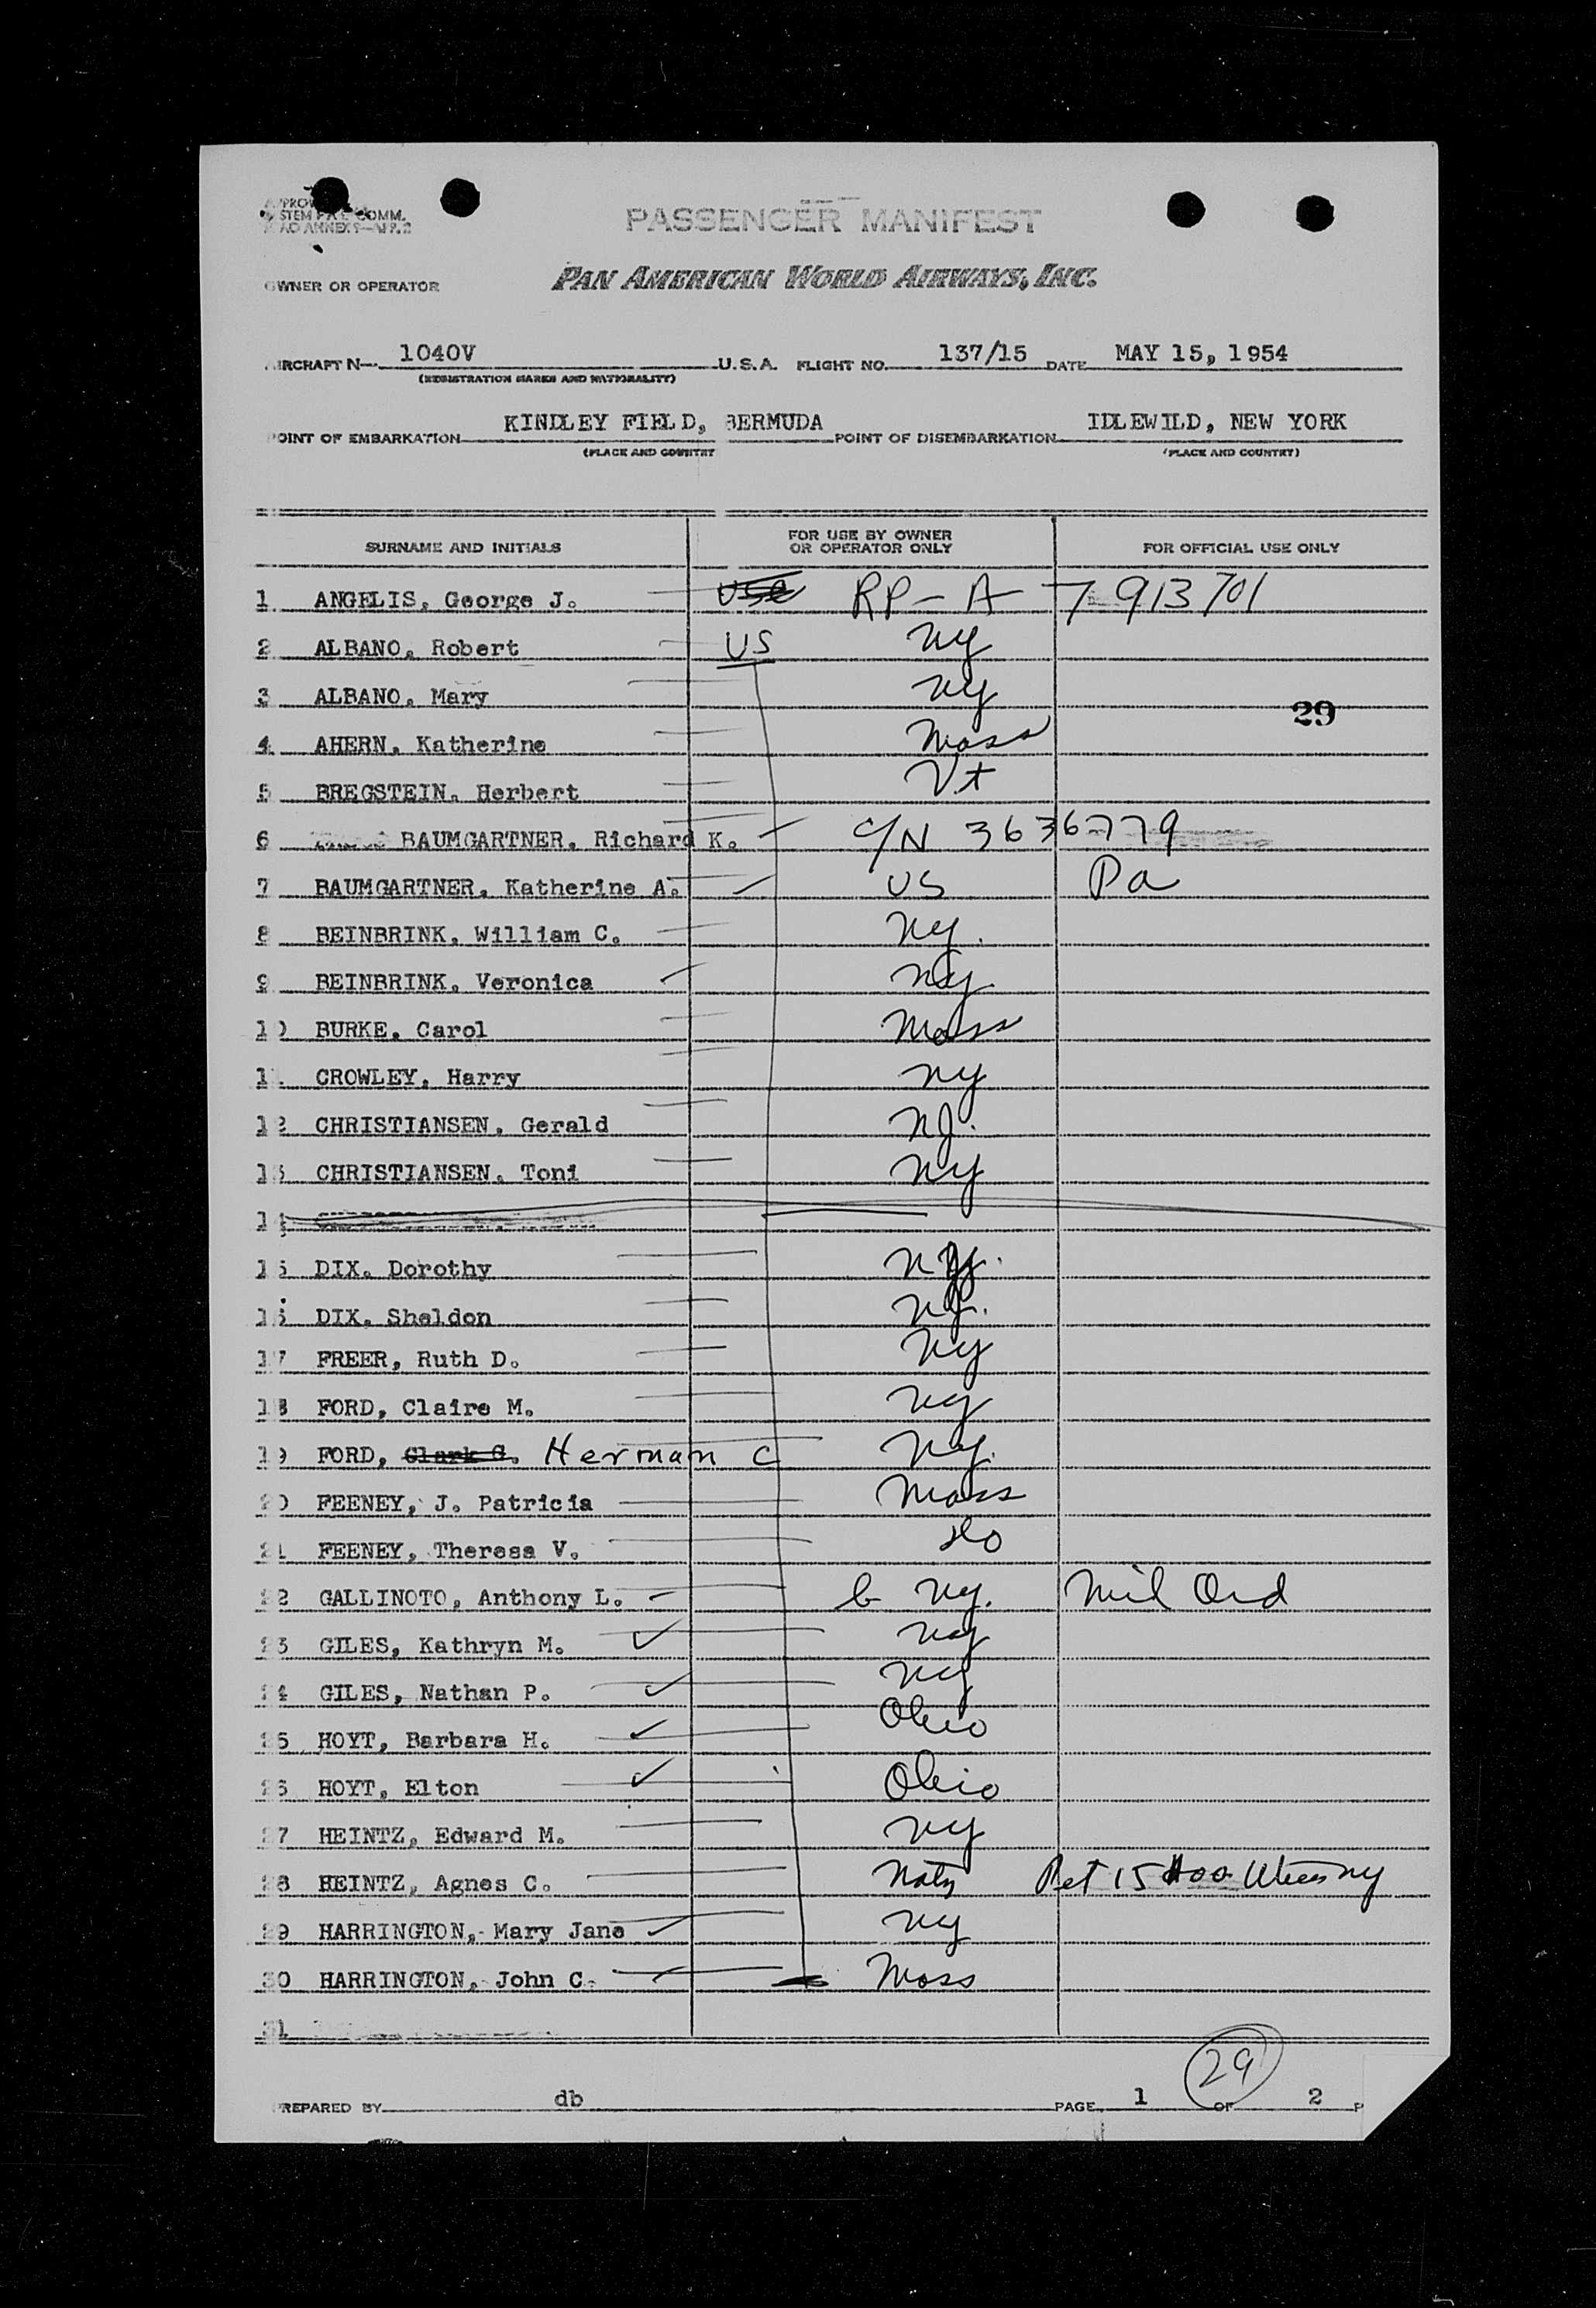 STEM COMM.
PASSENGER MANIFEST
OWNER OR OPERATOR PAN AMERICAN WORLD AIRWAYS, INC.
AIRCRAFT N— 1040V U.S.A. FLIGHT NO. 137/15 DATE MAY 15, 1954
(REGISTRATION MARKS AND NATIONALITY)
POINT OF EMBARKATION KINDLEY FIELD, BERMUDA POINT OF DISEMBARKATION IDLEWILD, NEW YORK
(PLACE AND COUNTRY (PLACE AND COUNTRY)
SURNAME AND INITIALS FOR USE BY OWNER OR OPERATOR ONLY FOR OFFICIAL USE ONLY
1 ANGELIS, George J. RP - A - 7 913 701
2 ALBANO, Robert US NY
3 ALBANO, Mary NY
29
4 AHERN, Katherine Mass
5 BREGSTEIN, Herbert Vt
6 BAUMGARTNER, Richard K. C/N 3636779
7 BAUMGARTNER, Katherine A. US Pa
8 BEINBRINK, William C. NY.
9 BEINBRINK, Veronica NY.
10 BURKE, Carol Mass
11 CROWLEY, Harry NY
12 CHRISTIANSEN, Gerald NJ.
13 CHRISTIANSEN, Toni NY
14
15 DIX, Dorothy
16 DIX, Sheldon
17 FREER, Ruth D. NY
18 FORD, Claire M. NY
19 FORD, Clark G. Herman C NY.
20 FEENEY, J. Patricia Mass
21 FEENEY, Theresa V. do
22 GALLINOTO, Anthony L. NY. Mil Ord
23 GILES, Kathryn M. NY
24 GILES, Nathan P. NY
25 HOYT, Barbara H. Ohio
26 HOYT, Elton Ohio
27 HEINTZ, Edward M. NY
28 HEINTZ, Agnes C. Natz Pet 15 NY
29 HARRINGTON, Mary Jane NY
30 HARRINGTON, John C. Mass
31
29
PREPARED BY db PAGE 1 OF 2